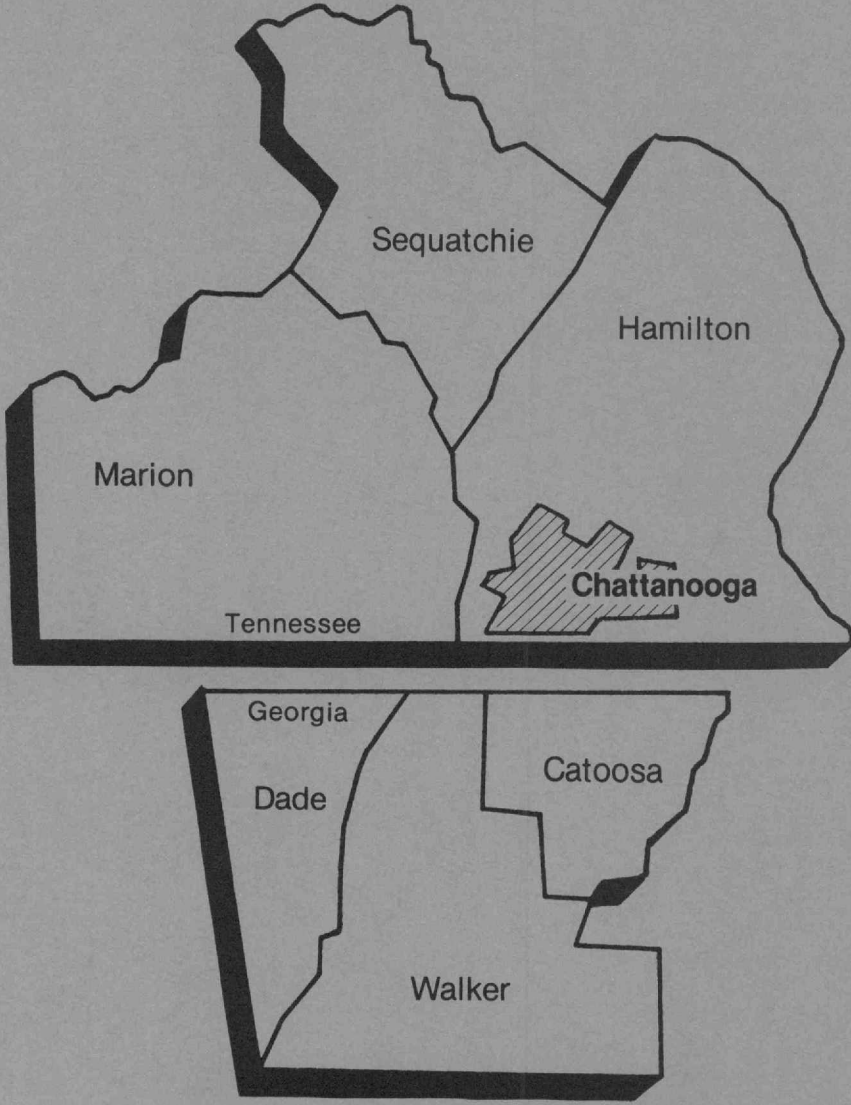 Sequatchie
Hamilton
Marion
Chattanooga
Tennessee
Georgia
Catoosa
Dade
Walker